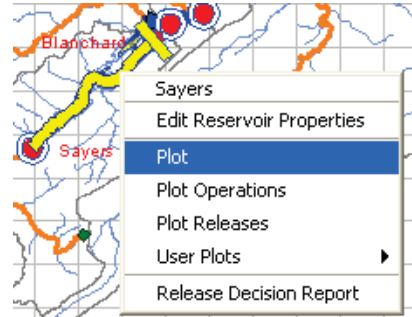 Blanchard
Sayers
Sayers
Edit Reservoir Properties
Plot
Plot Operations
Plot Releases
User Plots
Release Decision Report